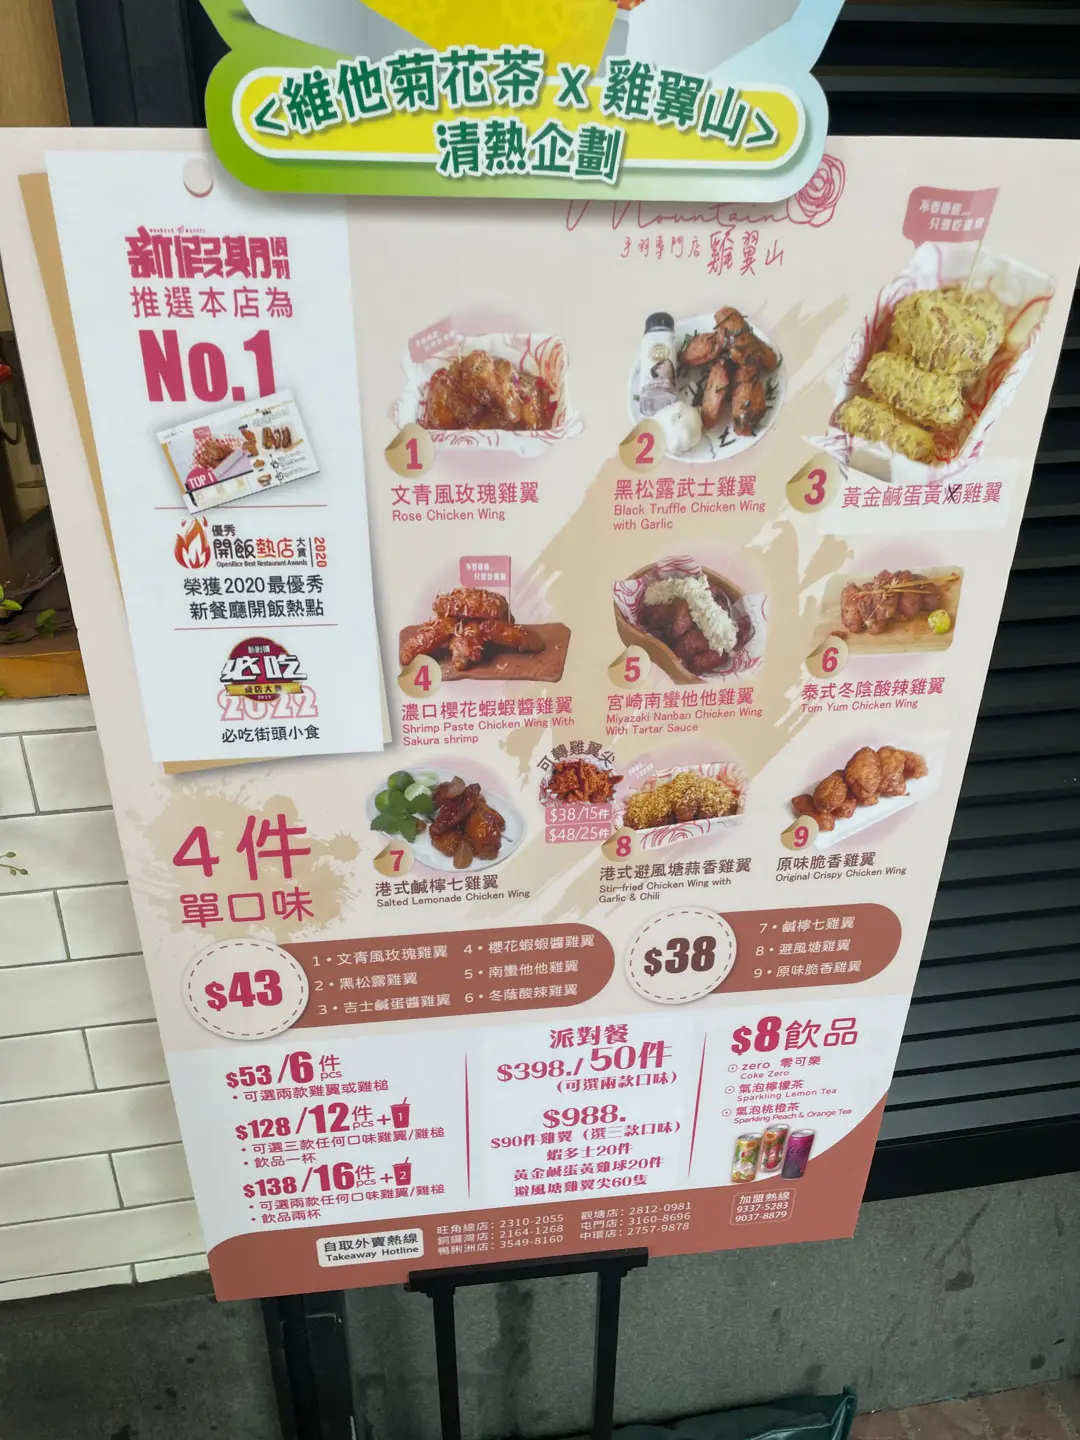 <維他菊花茶 x 雞翼山>
清熱企劃
Mountain
子羽專門店 雞翼山
新假期周刊
推選本店為
No.1
TOP 1
優秀
開飯熱店大賞2020
OpenRice Best Restaurant Awards
榮獲2020最優秀
新餐廳開飯熱點
必吃
食店大獎
2022
必吃街頭小食
1
文青風玫瑰雞翼
Rose Chicken Wing
2
黑松露武士雞翼
Black Truffle Chicken Wing
with Garlic
3
黃金鹹蛋黃焗雞翼
4
濃口櫻花蝦蝦醬雞翼
Shrimp Paste Chicken Wing With
Sakura shrimp
5
宮崎南蠻他他雞翼
Miyazaki Nanban Chicken Wing
With Tartar Sauce
6
泰式冬陰酸辣雞翼
Tom Yum Chicken Wing
7
港式鹹檸七雞翼
Salted Lemonade Chicken Wing
可轉雞翼尖
$38/15件
$48/25件
8
港式避風塘蒜香雞翼
Stir-fried Chicken Wing with
Garlic & Chili
9
原味脆香雞翼
Original Crispy Chicken Wing
4件
單口味
$43
1・文青風玫瑰雞翼
2・黑松露雞翼
3・吉士鹹蛋醬雞翼
4・櫻花蝦蝦醬雞翼
5・南蠻他他雞翼
6・冬蔭酸辣雞翼
$38
7・鹹檸七雞翼
8・避風塘雞翼
9・原味脆香雞翼
$53/6件 pcs
・可選兩款雞翼或雞槌
$128/12件 pcs+1
・可選三款任何口味雞翼/雞槌
・飲品一杯
$138/16件 pcs+2
・可選兩款任何口味雞翼/雞槌
・飲品兩杯
派對餐
$398./50件
(可選兩款口味)
$988.
$90件雞翼 (選三款口味)
蝦多士20件
黃金鹹蛋黃雞球20件
避風塘雞翼尖60隻
$8飲品
zero 零可樂
Coke Zero
氣泡檸檬茶
Sparkling Lemon Tea
氣泡桃橙茶
Sparkling Peach & Orange Tea
自取外賣熱線
Takeaway Hotline
旺角總店: 2310-2055
銅鑼灣店: 2164-1268
鴨脷洲店: 3549-8160
觀塘店: 2812-0981
屯門店: 3160-8696
中環店: 2757-9878
加盟熱線
9337-5283
9037-8879